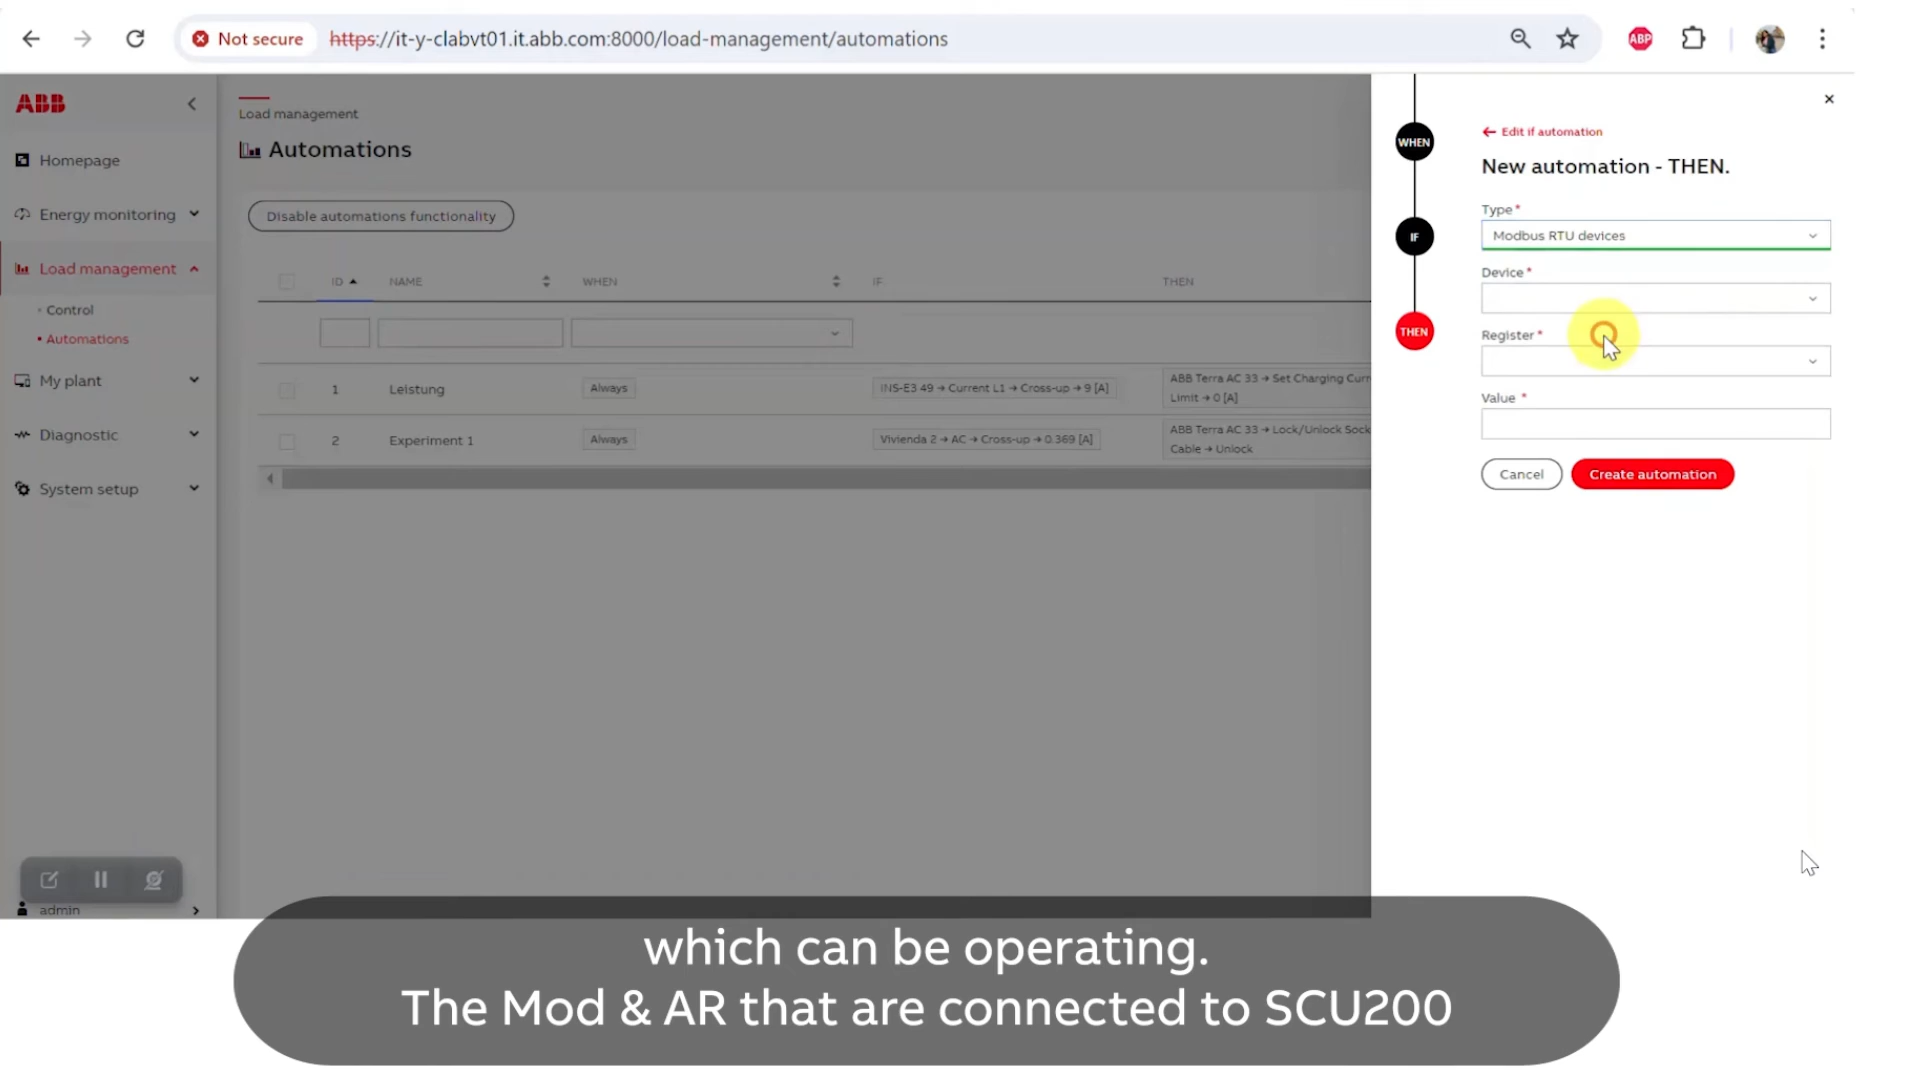 Not secure
https://it-y-clabvt01.it.abb.com:8000/load-management/automations
ABP
ABB
Homepage
Energy monitoring
Load management
Control
Automations
My plant
Diagnostic
System setup
admin
Load management
Automations
Disable automations functionality
ID NAME WHEN IF THEN
1 Leistung Always INS-E3 49 → Current L1 → Cross-up → 9 [A] ABB Terra AC 33 → Set Charging Curr
Limit → 0 [A]
2 Experiment 1 Always Vivienda 2 → AC → Cross-up → 0.369 [A] ABB Terra AC 33 → Lock/Unlock Sock
Cable → Unlock
WHEN
IF
THEN
Edit if automation
New automation - THEN.
Type *
Modbus RTU devices
Device *
Register *
Value *
Cancel Create automation
which can be operating.
The Mod & AR that are connected to SCU200